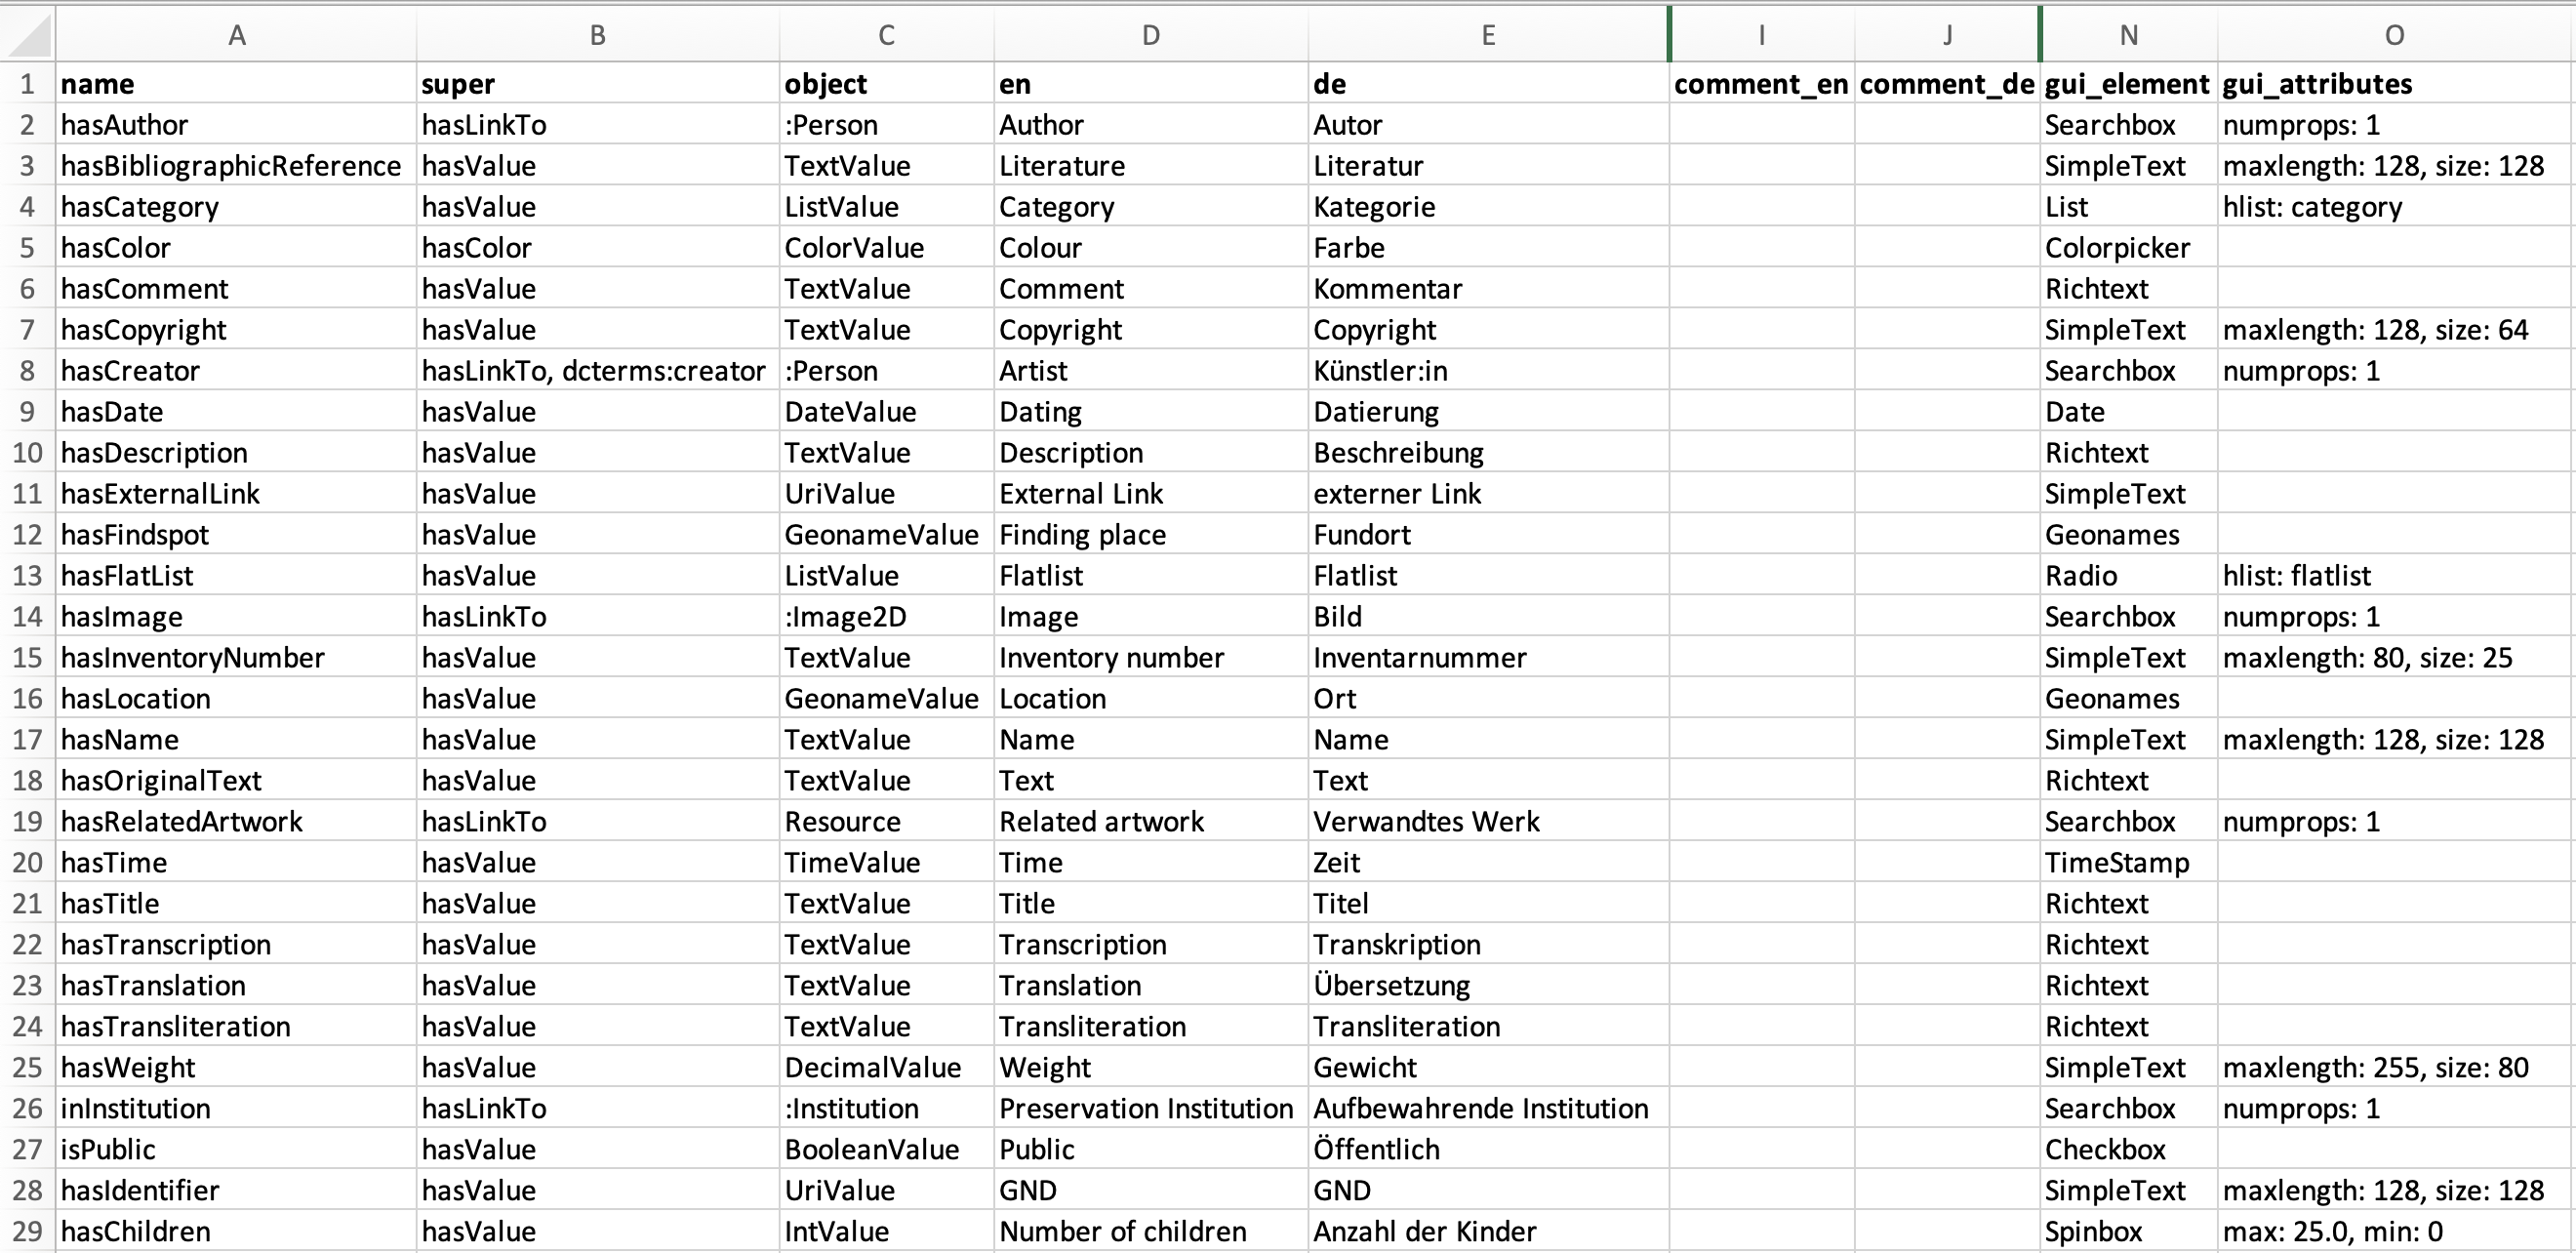 A B C D E I J N O
1 name super object en de comment_en comment_de gui_element gui_attributes
2 hasAuthor hasLinkTo :Person Author Autor Searchbox numprops: 1
3 hasBibliographicReference hasValue TextValue Literature Literatur SimpleText maxlength: 128, size: 128
4 hasCategory hasValue ListValue Category Kategorie List hlist: category
5 hasColor hasColor ColorValue Colour Farbe Colorpicker
6 hasComment hasValue TextValue Comment Kommentar Richtext
7 hasCopyright hasValue TextValue Copyright Copyright SimpleText maxlength: 128, size: 64
8 hasCreator hasLinkTo, dcterms:creator :Person Artist Künstler:in Searchbox numprops: 1
9 hasDate hasValue DateValue Dating Datierung Date
10 hasDescription hasValue TextValue Description Beschreibung Richtext
11 hasExternalLink hasValue UriValue External Link externer Link SimpleText
12 hasFindspot hasValue GeonameValue Finding place Fundort Geonames
13 hasFlatList hasValue ListValue Flatlist Flatlist Radio hlist: flatlist
14 hasImage hasLinkTo :Image2D Image Bild Searchbox numprops: 1
15 hasInventoryNumber hasValue TextValue Inventory number Inventarnummer SimpleText maxlength: 80, size: 25
16 hasLocation hasValue GeonameValue Location Ort Geonames
17 hasName hasValue TextValue Name Name SimpleText maxlength: 128, size: 128
18 hasOriginalText hasValue TextValue Text Text Richtext
19 hasRelatedArtwork hasLinkTo Resource Related artwork Verwandtes Werk Searchbox numprops: 1
20 hasTime hasValue TimeValue Time Zeit TimeStamp
21 hasTitle hasValue TextValue Title Titel Richtext
22 hasTranscription hasValue TextValue Transcription Transkription Richtext
23 hasTranslation hasValue TextValue Translation Übersetzung Richtext
24 hasTransliteration hasValue TextValue Transliteration Transliteration Richtext
25 hasWeight hasValue DecimalValue Weight Gewicht SimpleText maxlength: 255, size: 80
26 inInstitution hasLinkTo :Institution Preservation Institution Aufbewahrende Institution Searchbox numprops: 1
27 isPublic hasValue BooleanValue Public Öffentlich Checkbox
28 hasIdentifier hasValue UriValue GND GND SimpleText maxlength: 128, size: 128
29 hasChildren hasValue IntValue Number of children Anzahl der Kinder Spinbox max: 25.0, min: 0